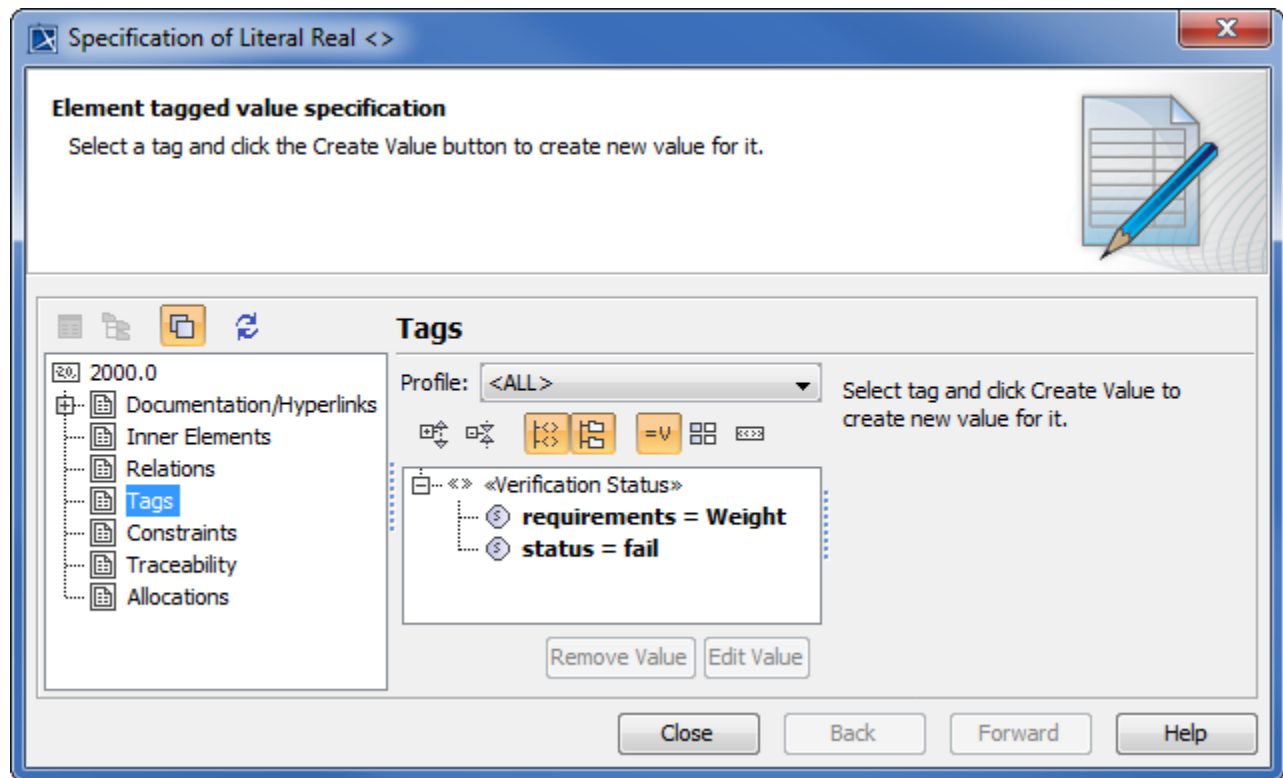 Specification of Literal Real <>
Element tagged value specification
Select a tag and click the Create Value button to create new value for it.
Tags
2000.0
Documentation/Hyperlinks
Inner Elements
Relations
Tags
Constraints
Traceability
Allocations
Profile: <ALL>
=V
«» «Verification Status»
requirements = Weight
status = fail
Select tag and click Create Value to
create new value for it.
Remove Value Edit Value
Close Back Forward Help